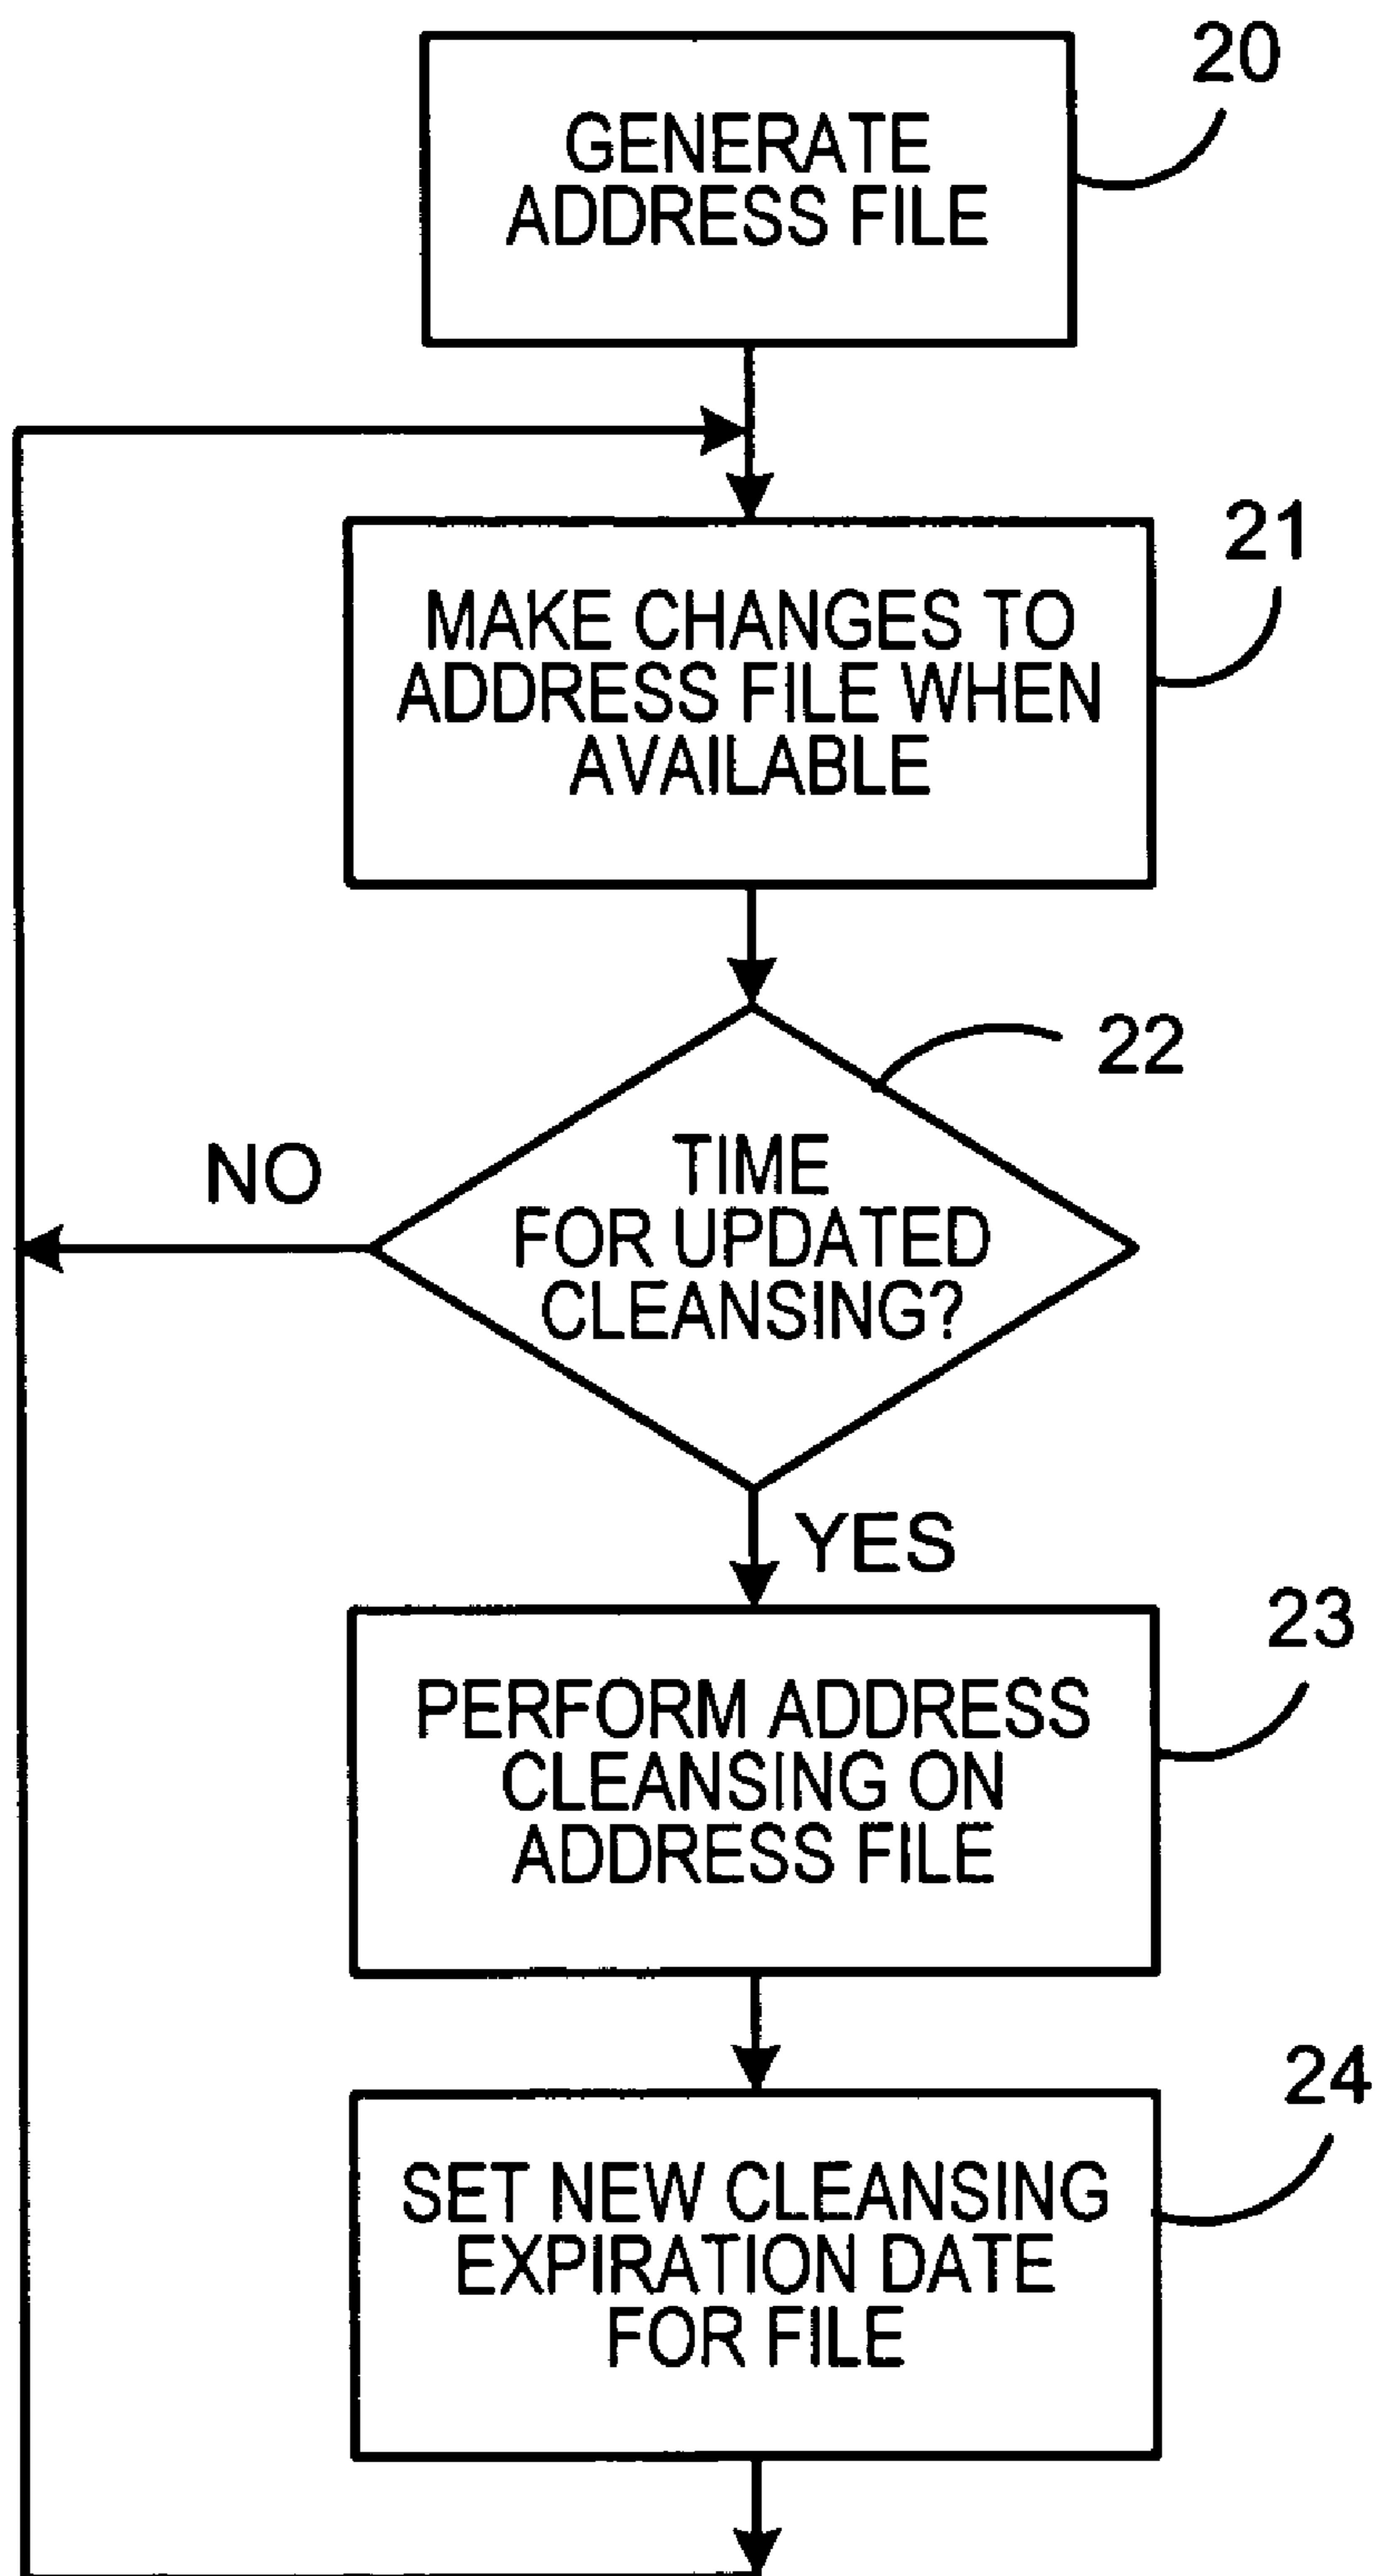 20
GENERATE
ADDRESS FILE
21
MAKE CHANGES TO
ADDRESS FILE WHEN
AVAILABLE
22
NO
TIME
FOR UPDATED
CLEANSING?
YES
23
PERFORM ADDRESS
CLEANSING ON
ADDRESS FILE
24
SET NEW CLEANSING
EXPIRATION DATE
FOR FILE